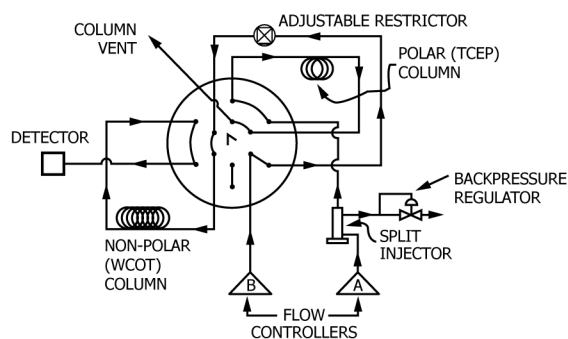 COLUMN
VENT
ADJUSTABLE RESTRICTOR
POLAR (TCEP)
COLUMN
DETECTOR
BACKPRESSURE
REGULATOR
NON-POLAR
(WCOT)
COLUMN
SPLIT
INJECTOR
B
A
FLOW
CONTROLLERS